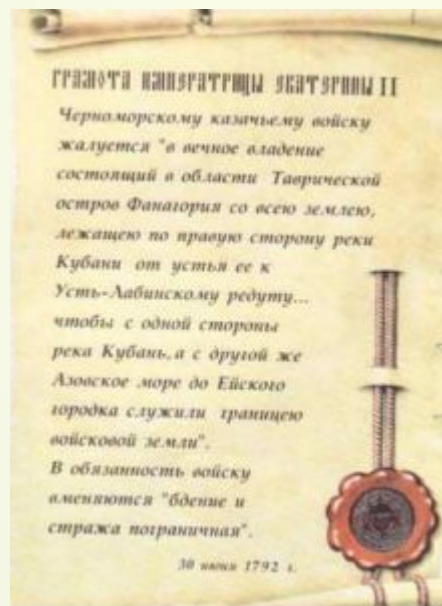 ГРАМОТА ИМПЕРАТРИЦЫ ЕКАТЕРИНЫ II
Черноморскому казачьему войску
жалуется "в вечное владение
состоящий в области Таврической
остров Фанагория со всею землею,
лежащею по правую сторону реки
Кубани от устья ее к
Усть-Лабинскому редуту...
чтобы с одной стороны
река Кубань, а с другой же
Азовское море до Ейского
городка служили границею
войсковой земли".
В обязанность войску
вменяются "бдение и
стража пограничная".
30 июня 1792 г.